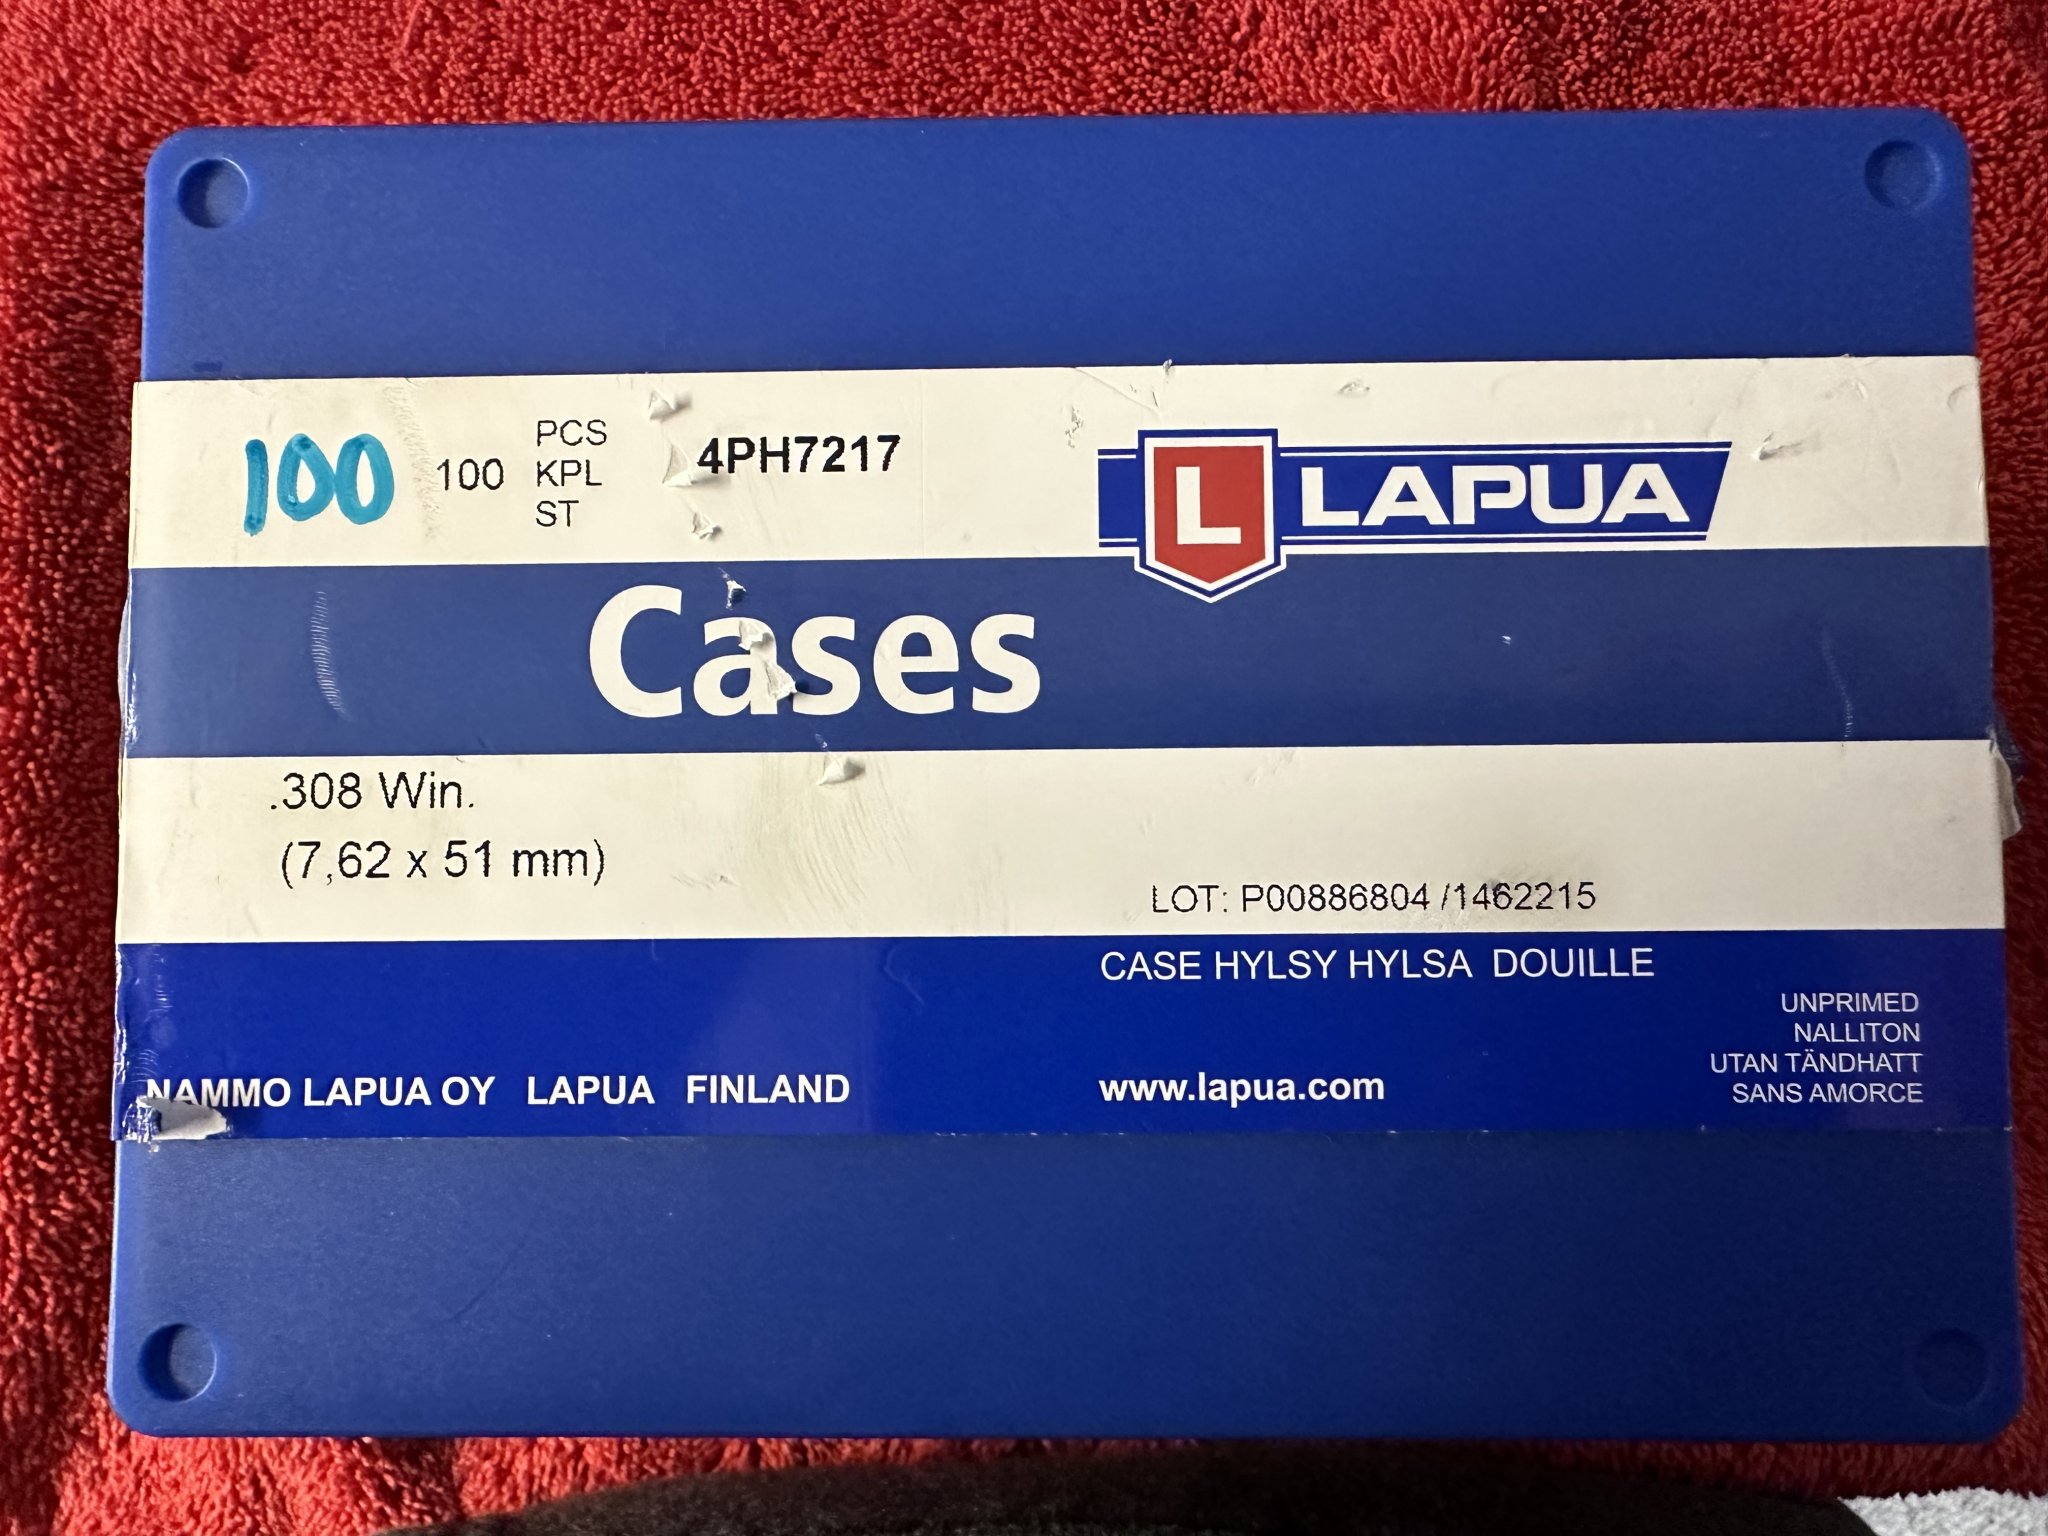 100
100
PCS
KPL
ST
4PH7217
L LAPUA
Cases
.308 Win.
(7,62 x 51 mm)
LOT: P00886804 /1462215
CASE HYLSY HYLSA DOUILLE
UNPRIMED
NALLITON
UTAN TÄNDHATT
SANS AMORCE
NAMMO LAPUA OY LAPUA FINLAND
www.lapua.com